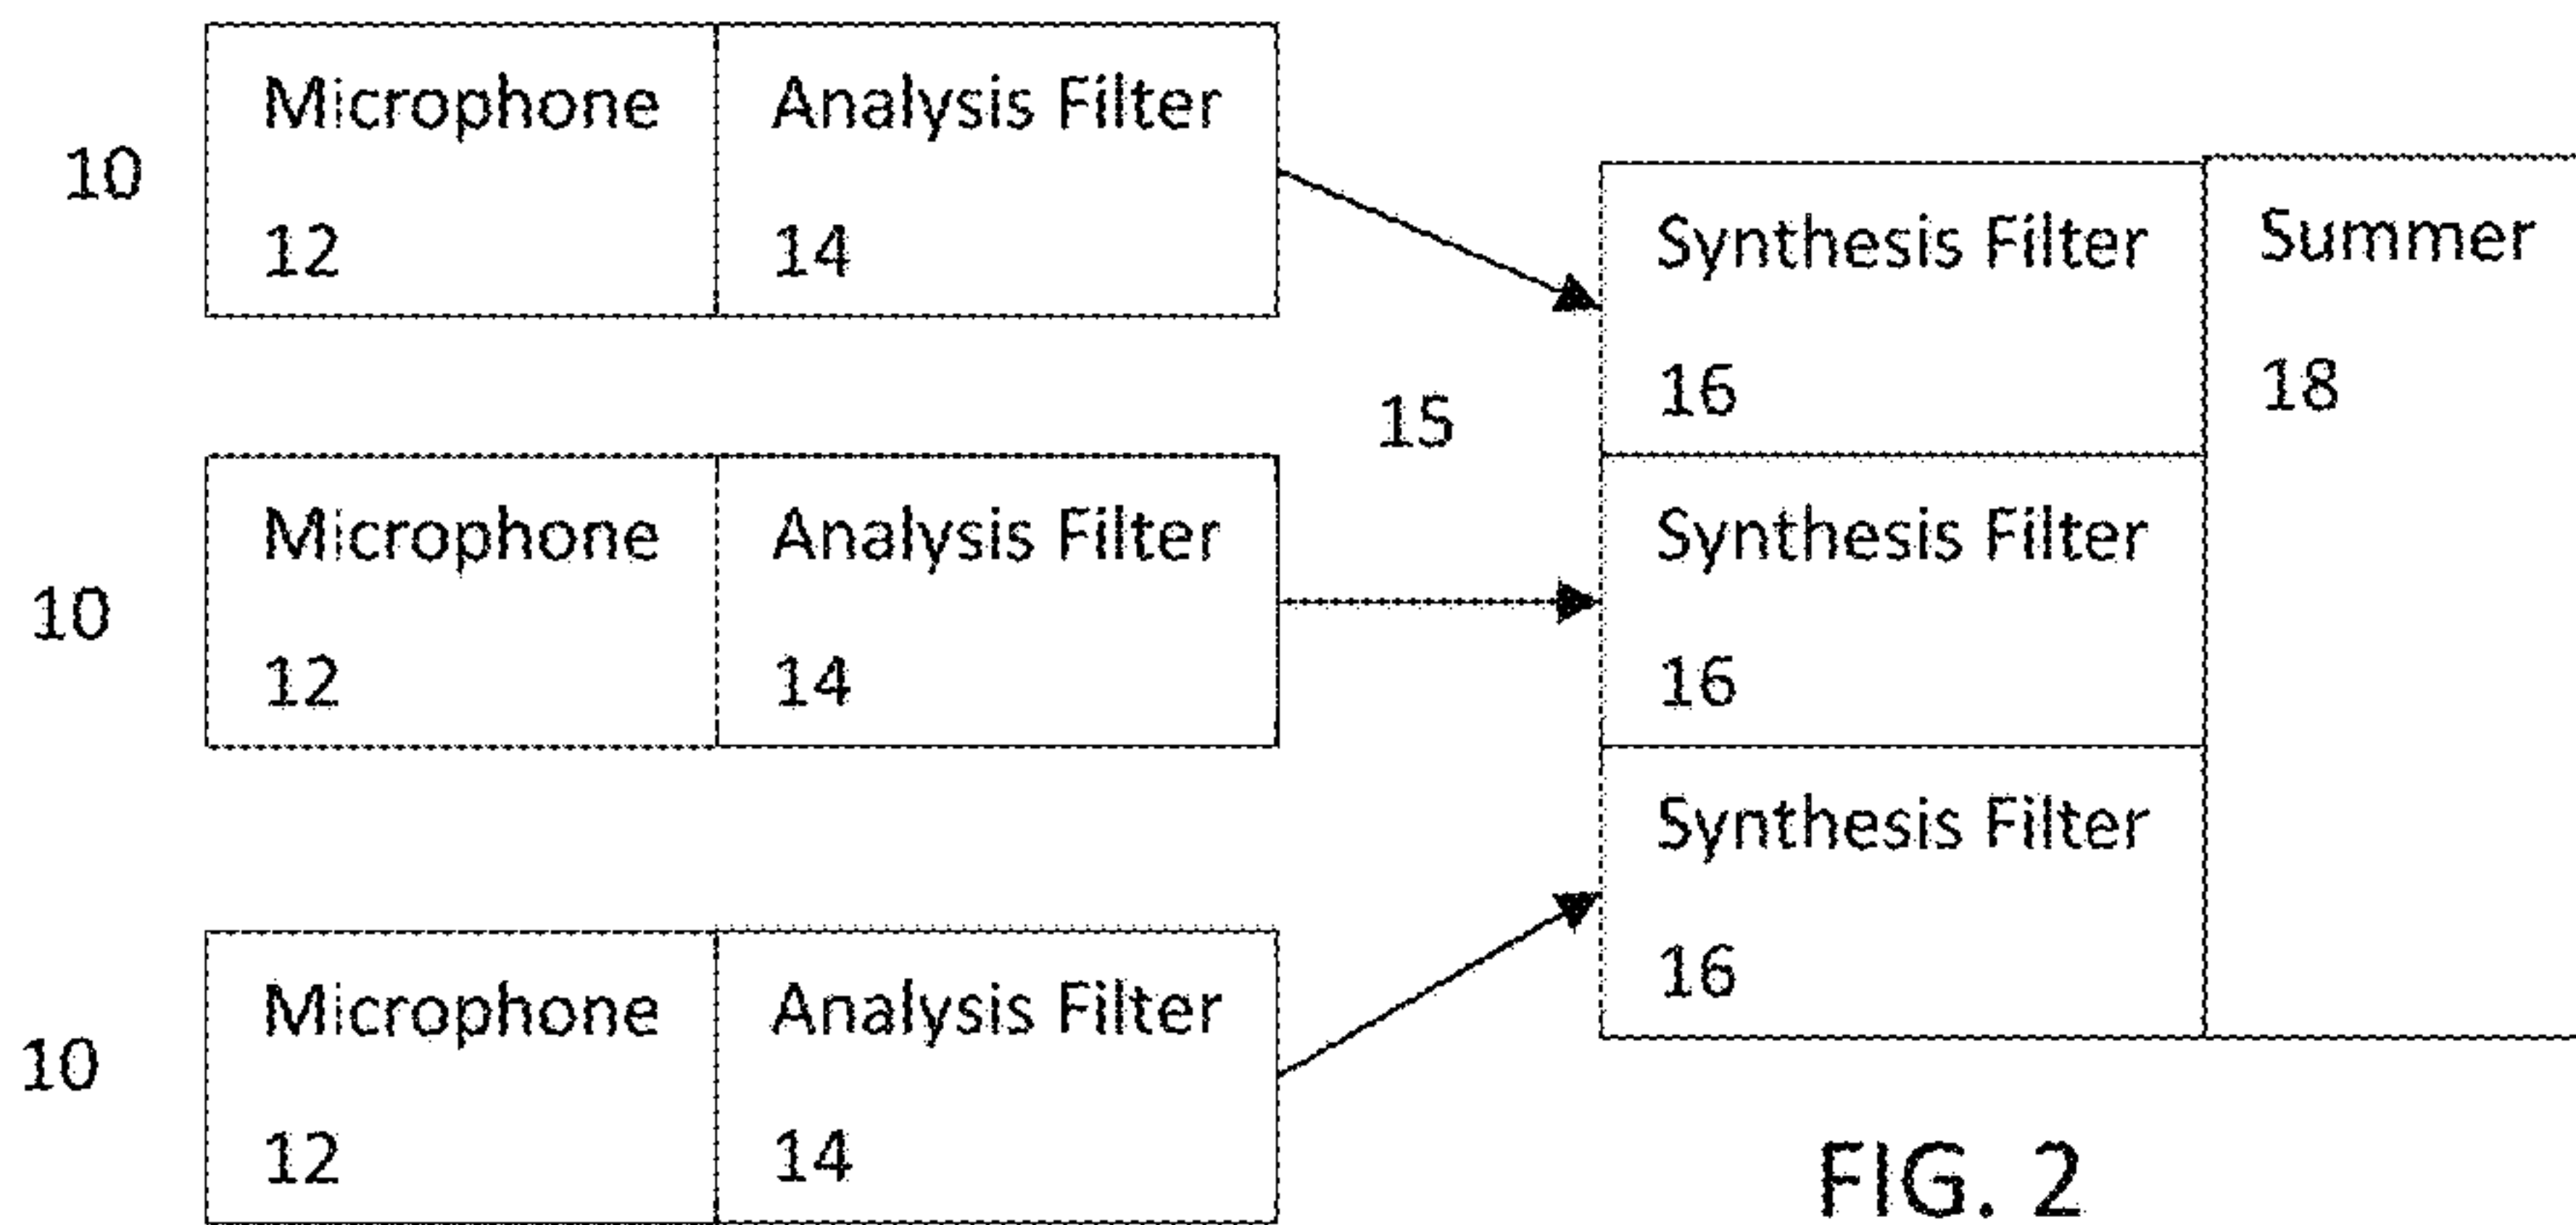 10
Microphone
12
Analysis Filter
14
Synthesis Filter
16
Summer
18
15
10
Microphone
12
Analysis Filter
14
Synthesis Filter
16
10
Microphone
12
Analysis Filter
14
Synthesis Filter
16
FIG. 2